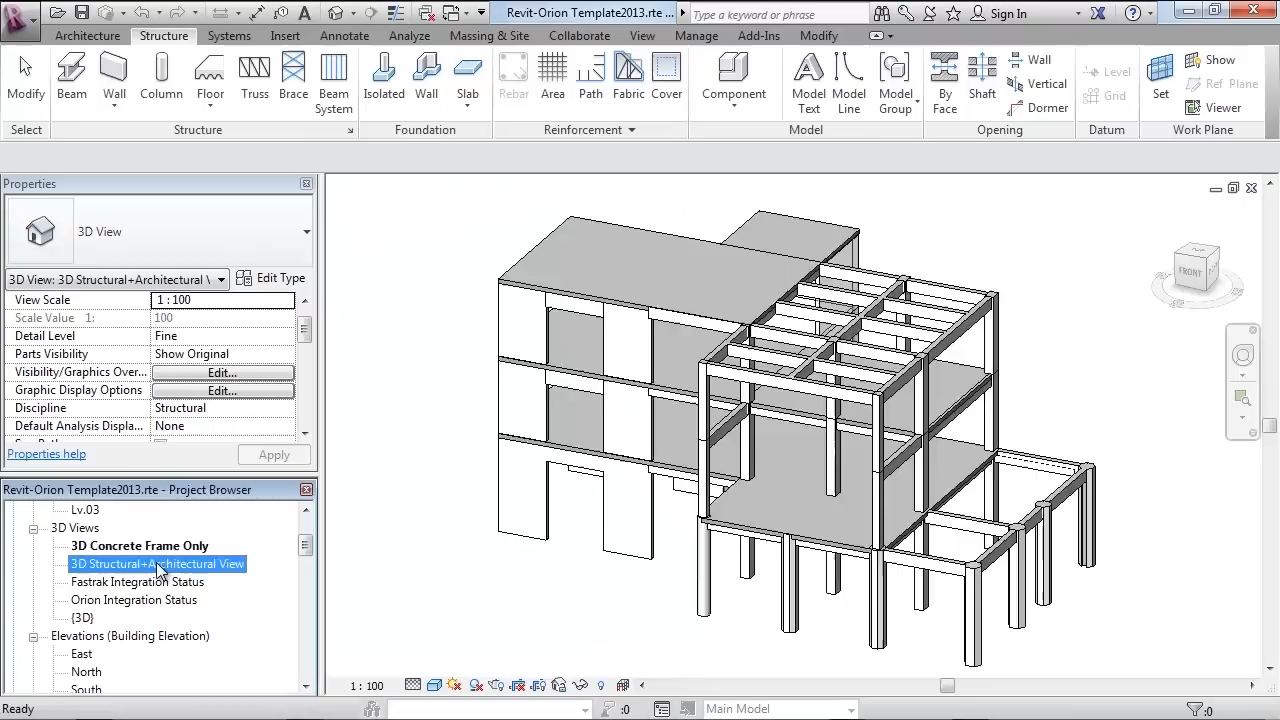 Revit-Orion Template2013.rte ...
Type a keyword or phrase
Sign In
Architecture Structure Systems Insert Annotate Analyze Massing & Site Collaborate View Manage Add-Ins Modify
Modify Beam Wall Column Floor Truss Brace Beam System Isolated Wall Slab Rebar Area Path Fabric Cover Component Model Text Model Line Model Group By Face Shaft Wall Vertical Dormer Level Grid Set Show Ref Plane Viewer
Select Structure Foundation Reinforcement Model Opening Datum Work Plane
Properties
3D View
3D View: 3D Structural+Architectural V Edit Type
View Scale 1 : 100
Scale Value 1: 100
Detail Level Fine
Parts Visibility Show Original
Visibility/Graphics Over... Edit...
Graphic Display Options Edit...
Discipline Structural
Default Analysis Displa... None
Properties help Apply
Revit-Orion Template2013.rte - Project Browser
Lv.03
3D Views
3D Concrete Frame Only
3D Structural+Architectural View
Fastrak Integration Status
Orion Integration Status
{3D}
Elevations (Building Elevation)
East
North
South
FRONT
1 : 100
Ready :0 Main Model :0